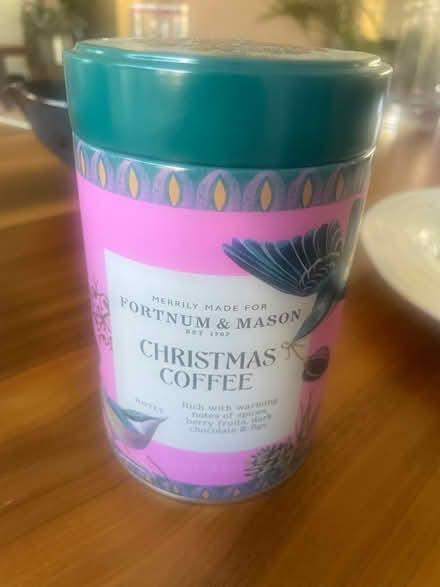 MERRILY MADE FOR
FORTNUM & MASON
EST 1707
CHRISTMAS
COFFEE
NOTES
Rich with warming
notes of spices,
berry fruits, dark
chocolate & figs